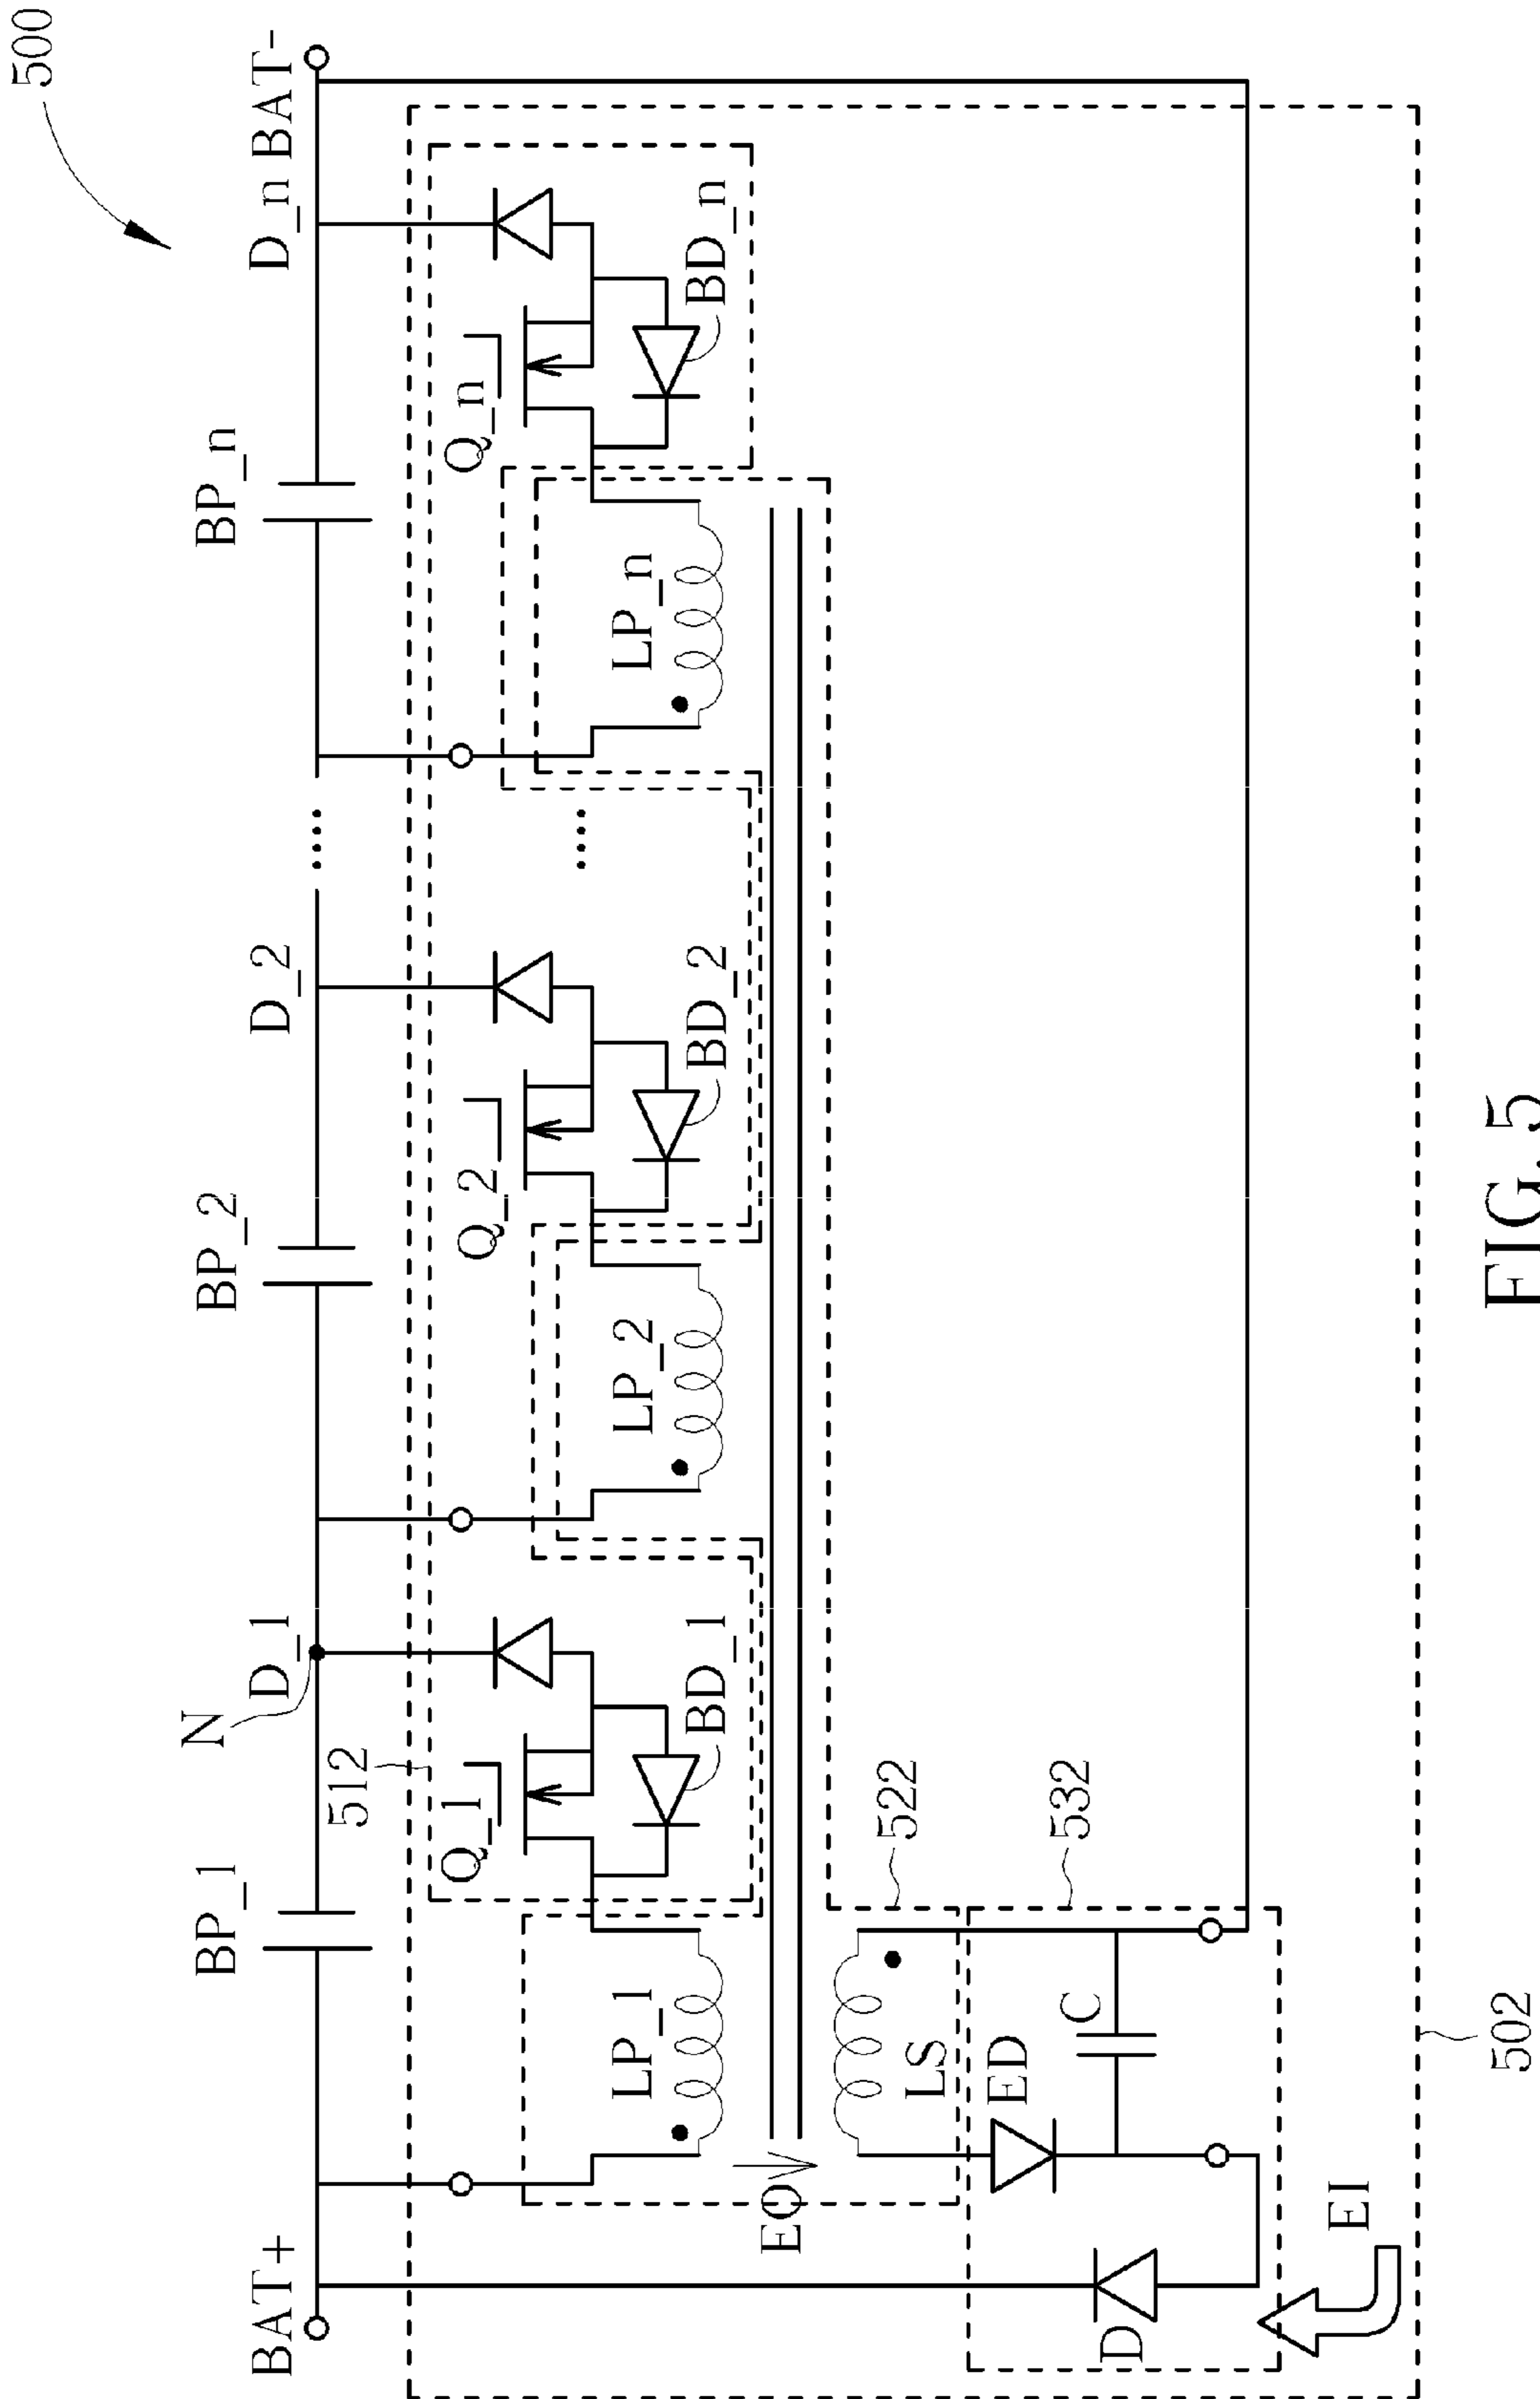 500
BAT+
BP_1
N
D_1
BP_2
D_2
BP_n
D_n
BAT-
512
Q_1
Q_2
Q_n
LP_1
BD_1
LP_2
BD_2
LP_n
BD_n
EO
LS
522
ED
C
532
D
EI
502
FIG. 5